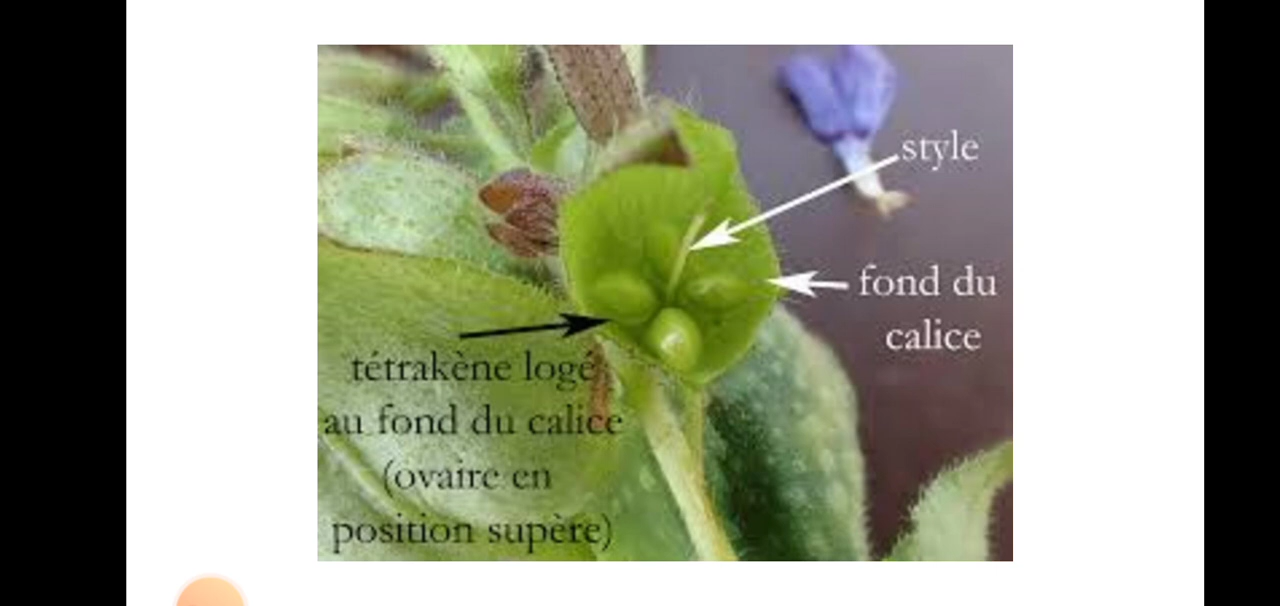 style
fond du
calice
tétrakène logé
au fond du calice
(ovaire en
position supère)